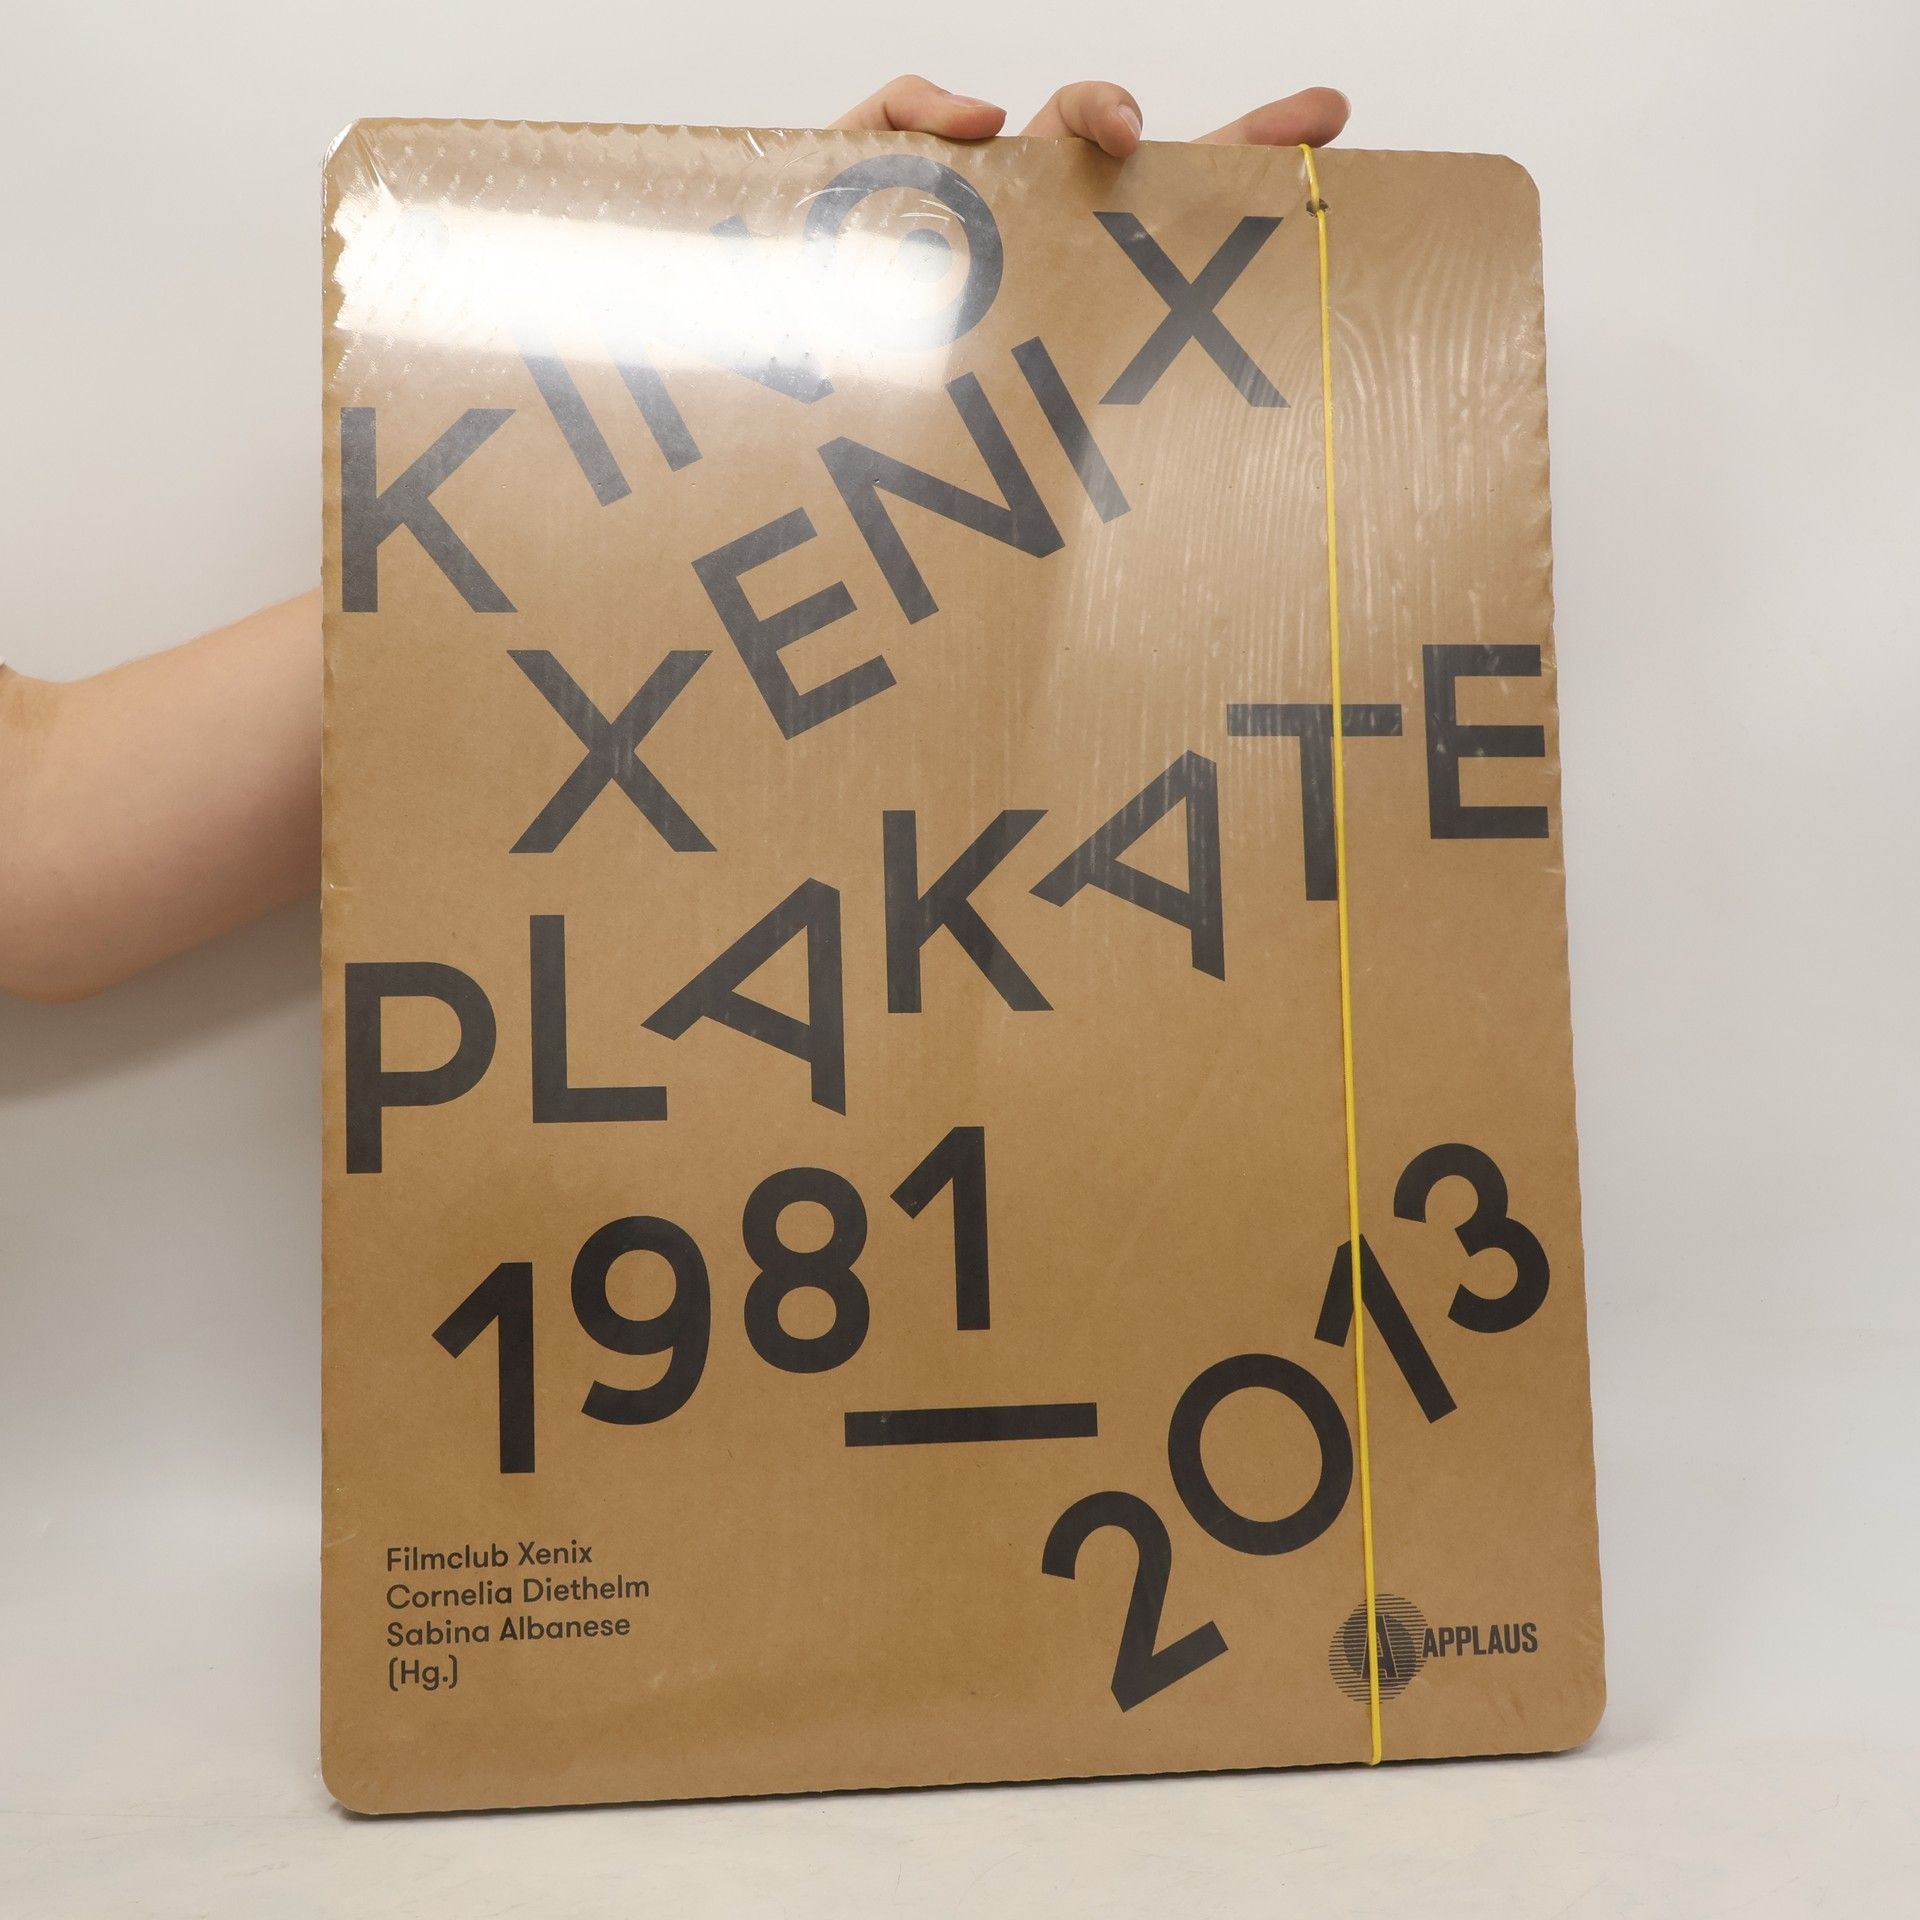 KINO
XENIX
PLAKATE
1981
—
2013
Filmclub Xenix
Cornelia Diethelm
Sabina Albanese
(Hg.)
A APPLAUS